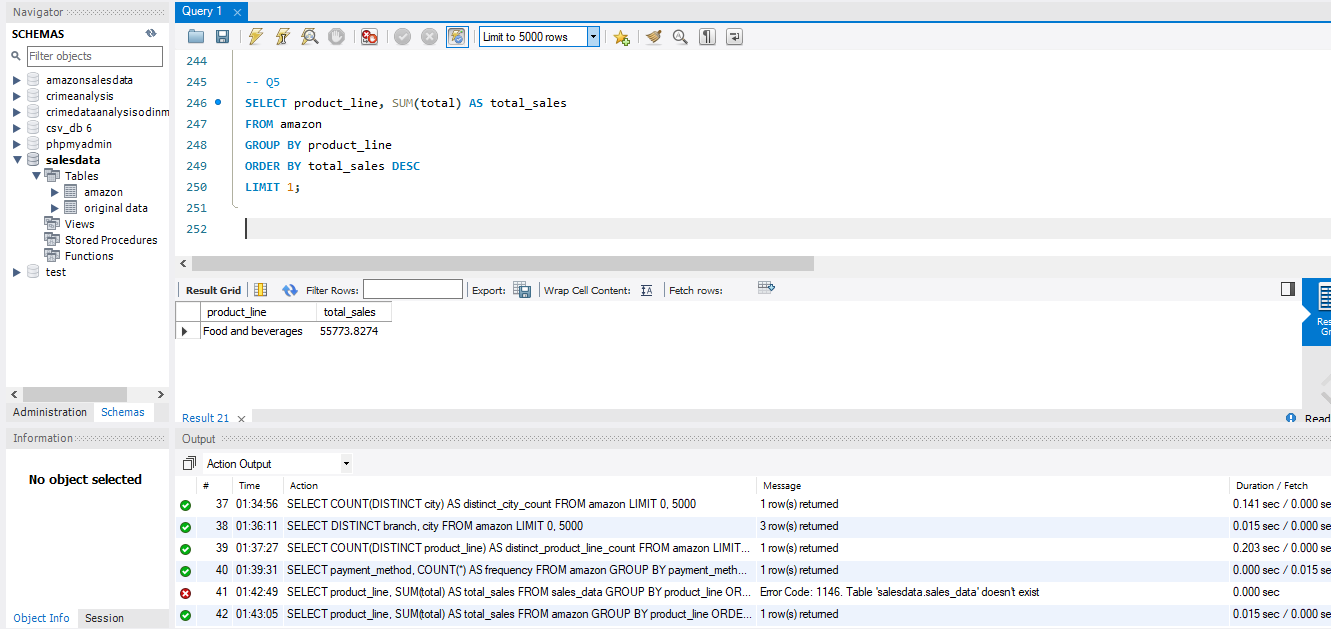 Navigator
SCHEMAS
Filter objects
amazonsalesdata
crimeanalysis
crimedataanalysisodinm
csv_db 6
phpmyadmin
salesdata
Tables
amazon
original data
Views
Stored Procedures
Functions
test
Administration
Schemas
Information
No object selected
Object Info
Session
Query 1
Limit to 5000 rows
244
245 -- Q5
246 SELECT product_line, SUM(total) AS total_sales
247 FROM amazon
248 GROUP BY product_line
249 ORDER BY total_sales DESC
250 LIMIT 1;
251
252
Result Grid
Filter Rows:
Export:
Wrap Cell Content:
Fetch rows:
product_line total_sales
Food and beverages 55773.8274
Res
Gr
Result 21
Read
Output
Action Output
# Time Action Message Duration / Fetch
37 01:34:56 SELECT COUNT(DISTINCT city) AS distinct_city_count FROM amazon LIMIT 0, 5000 1 row(s) returned 0.141 sec / 0.000 se
38 01:36:11 SELECT DISTINCT branch, city FROM amazon LIMIT 0, 5000 3 row(s) returned 0.015 sec / 0.000 se
39 01:37:27 SELECT COUNT(DISTINCT product_line) AS distinct_product_line_count FROM amazon LIMIT... 1 row(s) returned 0.203 sec / 0.000 se
40 01:39:31 SELECT payment_method, COUNT(*) AS frequency FROM amazon GROUP BY payment_meth... 1 row(s) returned 0.000 sec / 0.015 se
41 01:42:49 SELECT product_line, SUM(total) AS total_sales FROM sales_data GROUP BY product_line OR... Error Code: 1146. Table 'salesdata.sales_data' doesn't exist 0.000 sec
42 01:43:05 SELECT product_line, SUM(total) AS total_sales FROM amazon GROUP BY product_line ORDE... 1 row(s) returned 0.015 sec / 0.000 se